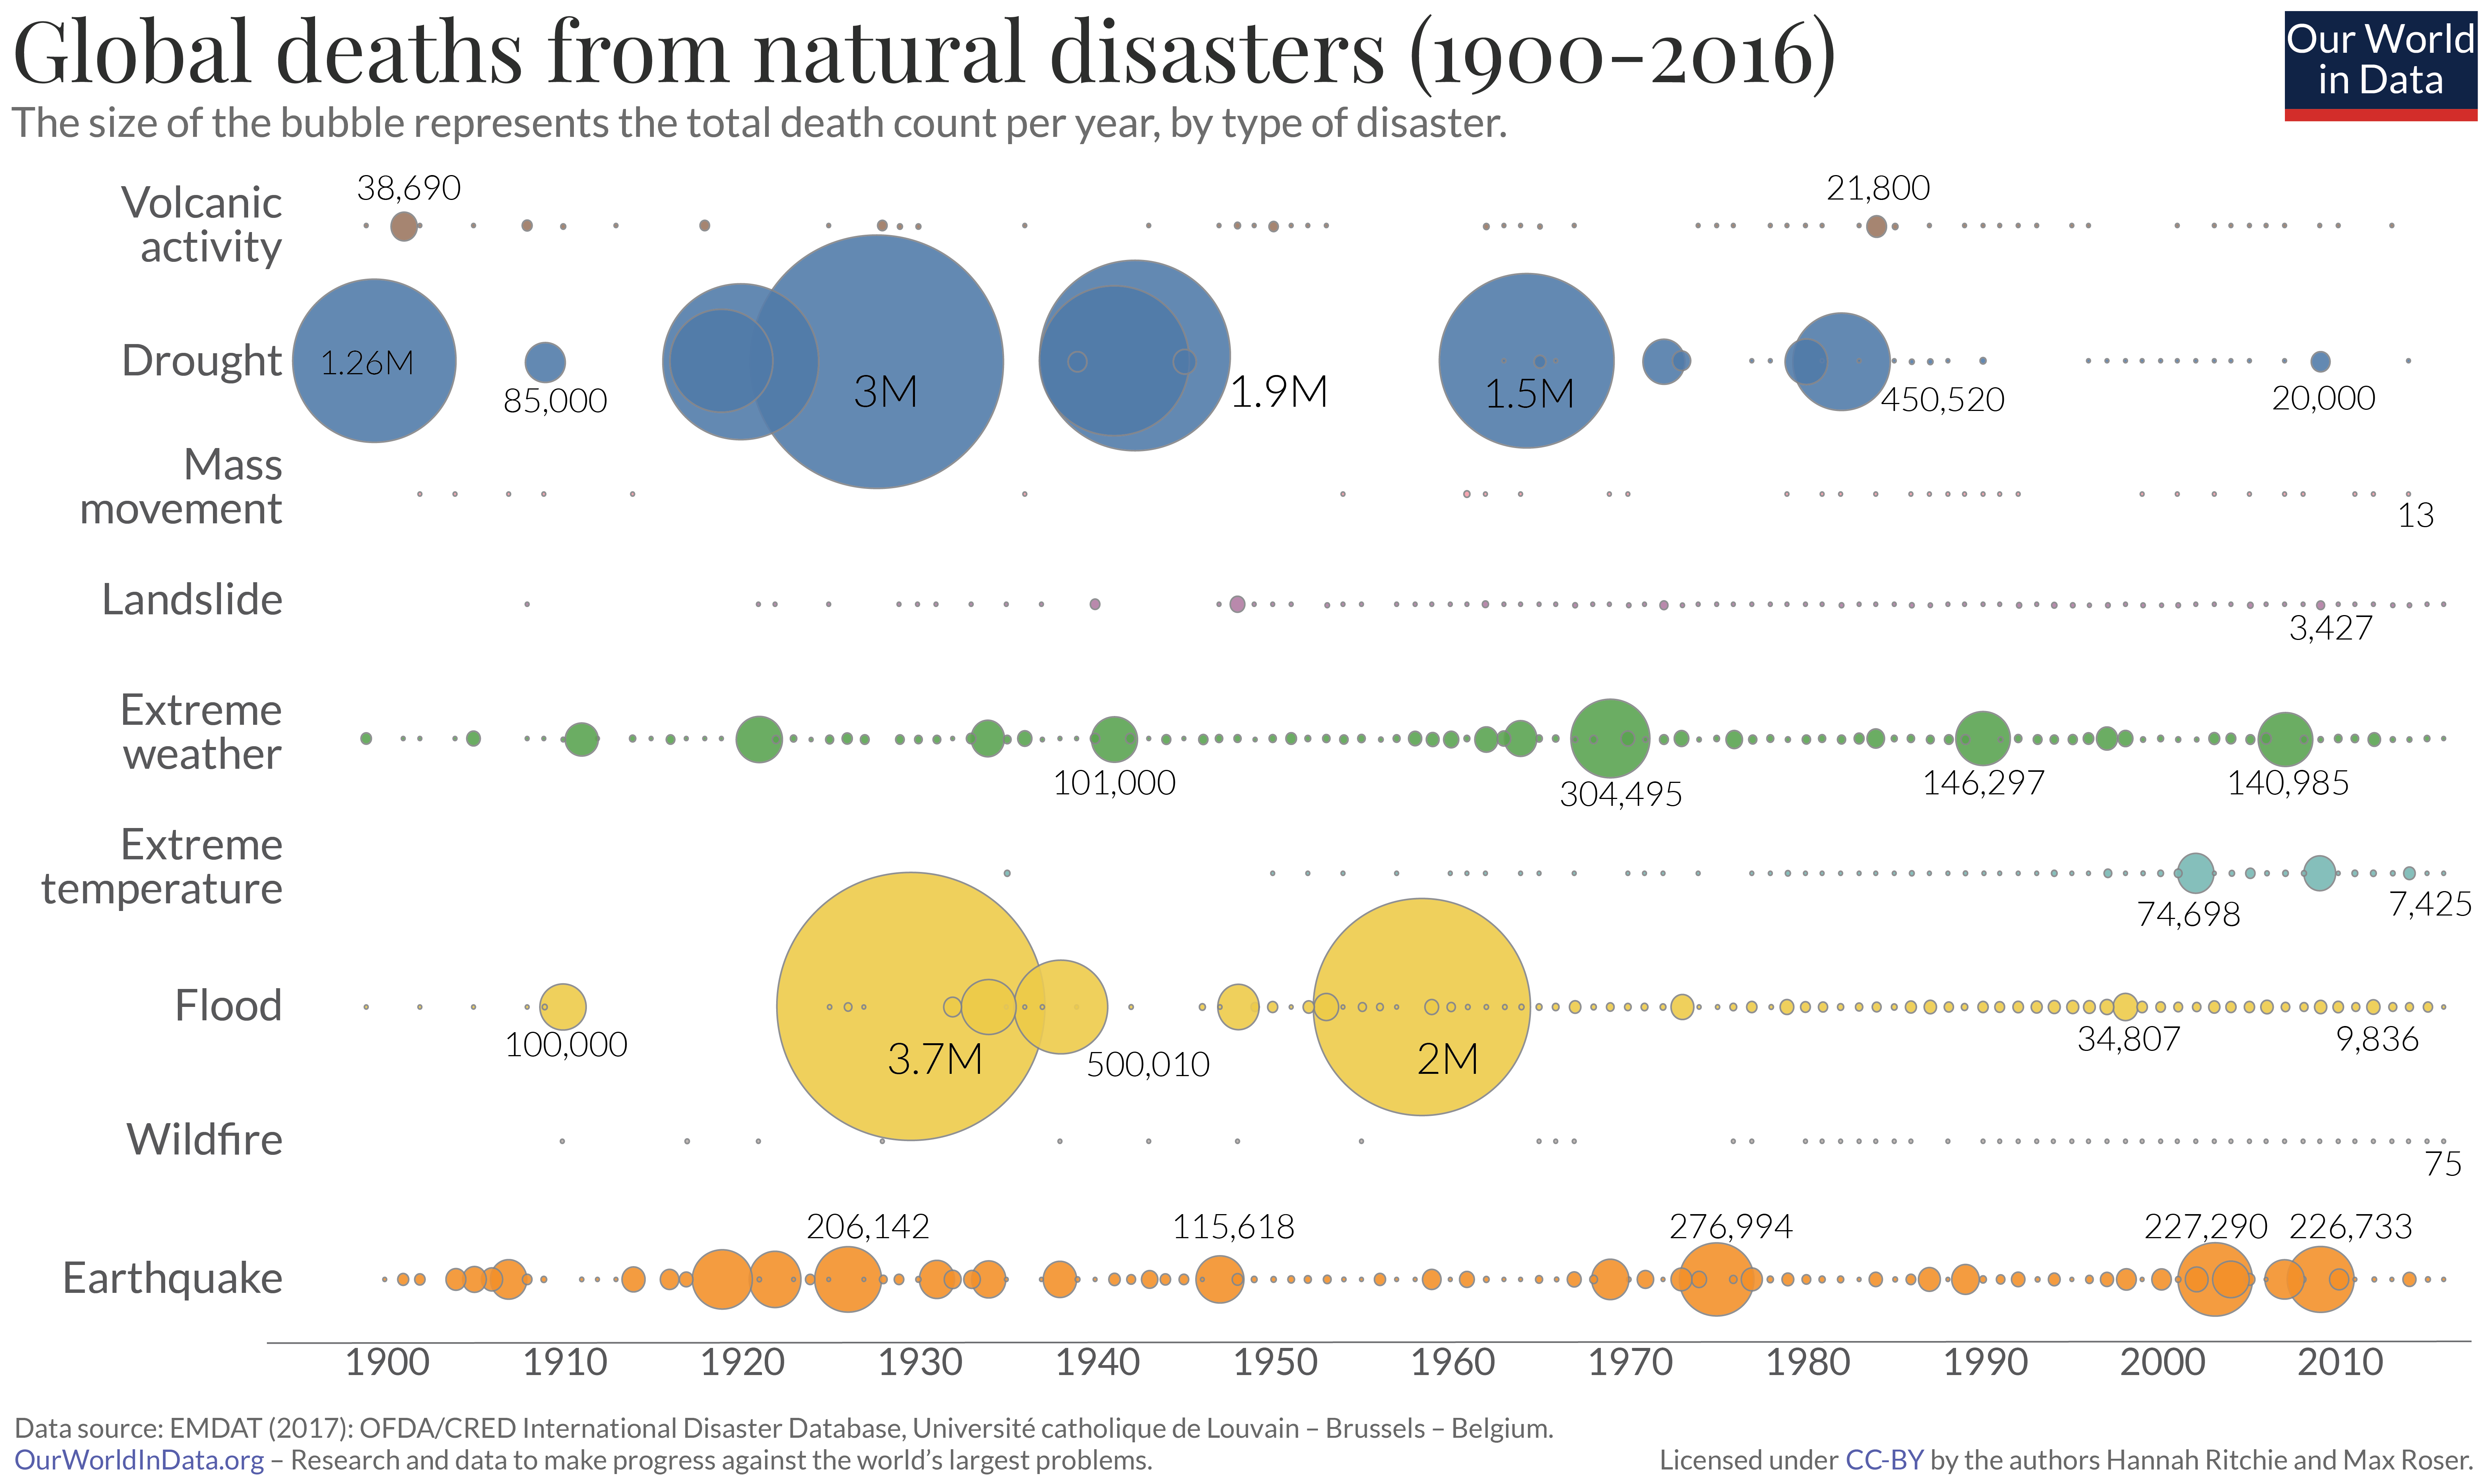 Global deaths from natural disasters (1900-2016)
Our World
in Data
The size of the bubble represents the total death count per year, by type of disaster.
Volcanic
activity
38,690
21,800
Drought
1.26M
85,000
3M
1.9M
1.5M
450,520
20,000
Mass
movement
13
Landslide
3,427
Extreme
weather
101,000
304,495
146,297
140,985
Extreme
temperature
74,698
7,425
Flood
100,000
3.7M
500,010
2M
34,807
9,836
Wildfire
75
Earthquake
206,142
115,618
276,994
227,290
226,733
1900
1910
1920
1930
1940
1950
1960
1970
1980
1990
2000
2010
Data source: EMDAT (2017): OFDA/CRED International Disaster Database, Université catholique de Louvain – Brussels – Belgium.
OurWorldInData.org – Research and data to make progress against the world's largest problems.
Licensed under CC-BY by the authors Hannah Ritchie and Max Roser.